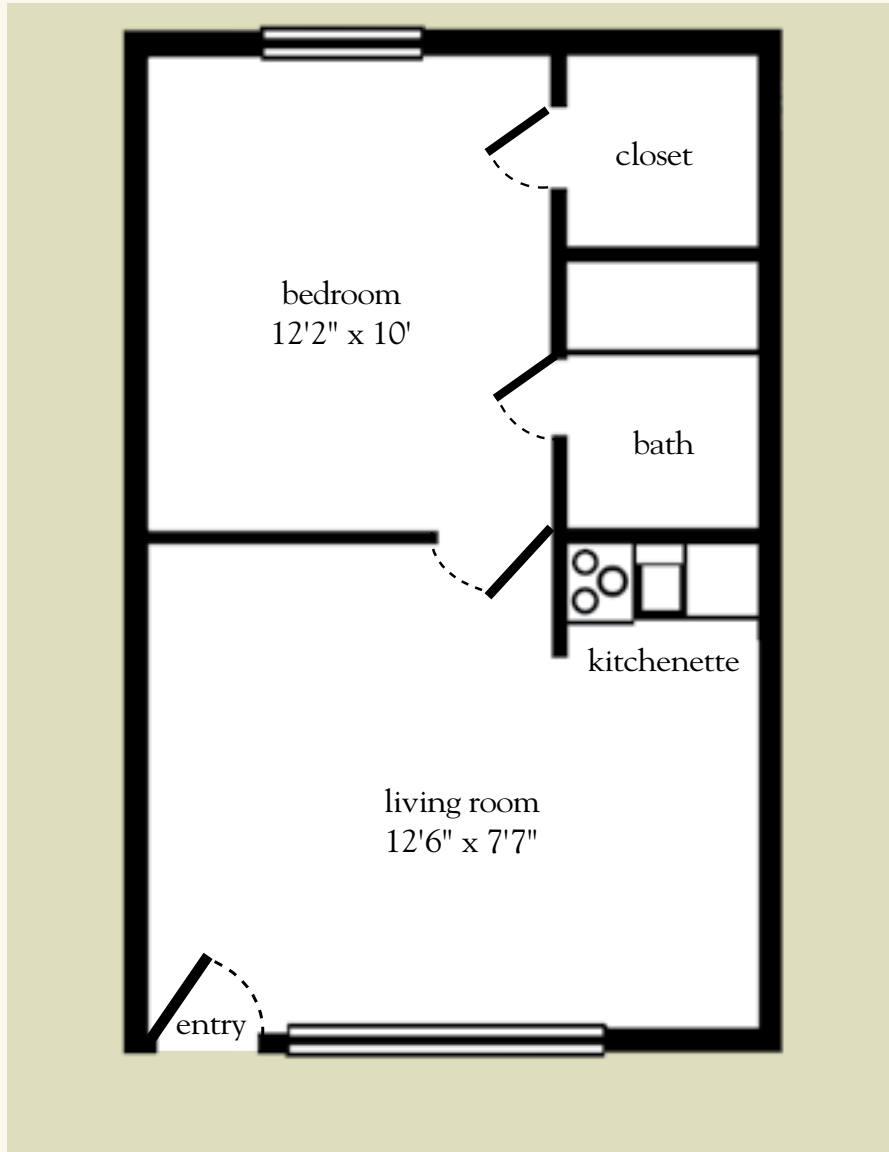 closet
bedroom
12'2" x 10'
bath
kitchenette
living room
12'6" x 7'7"
entry